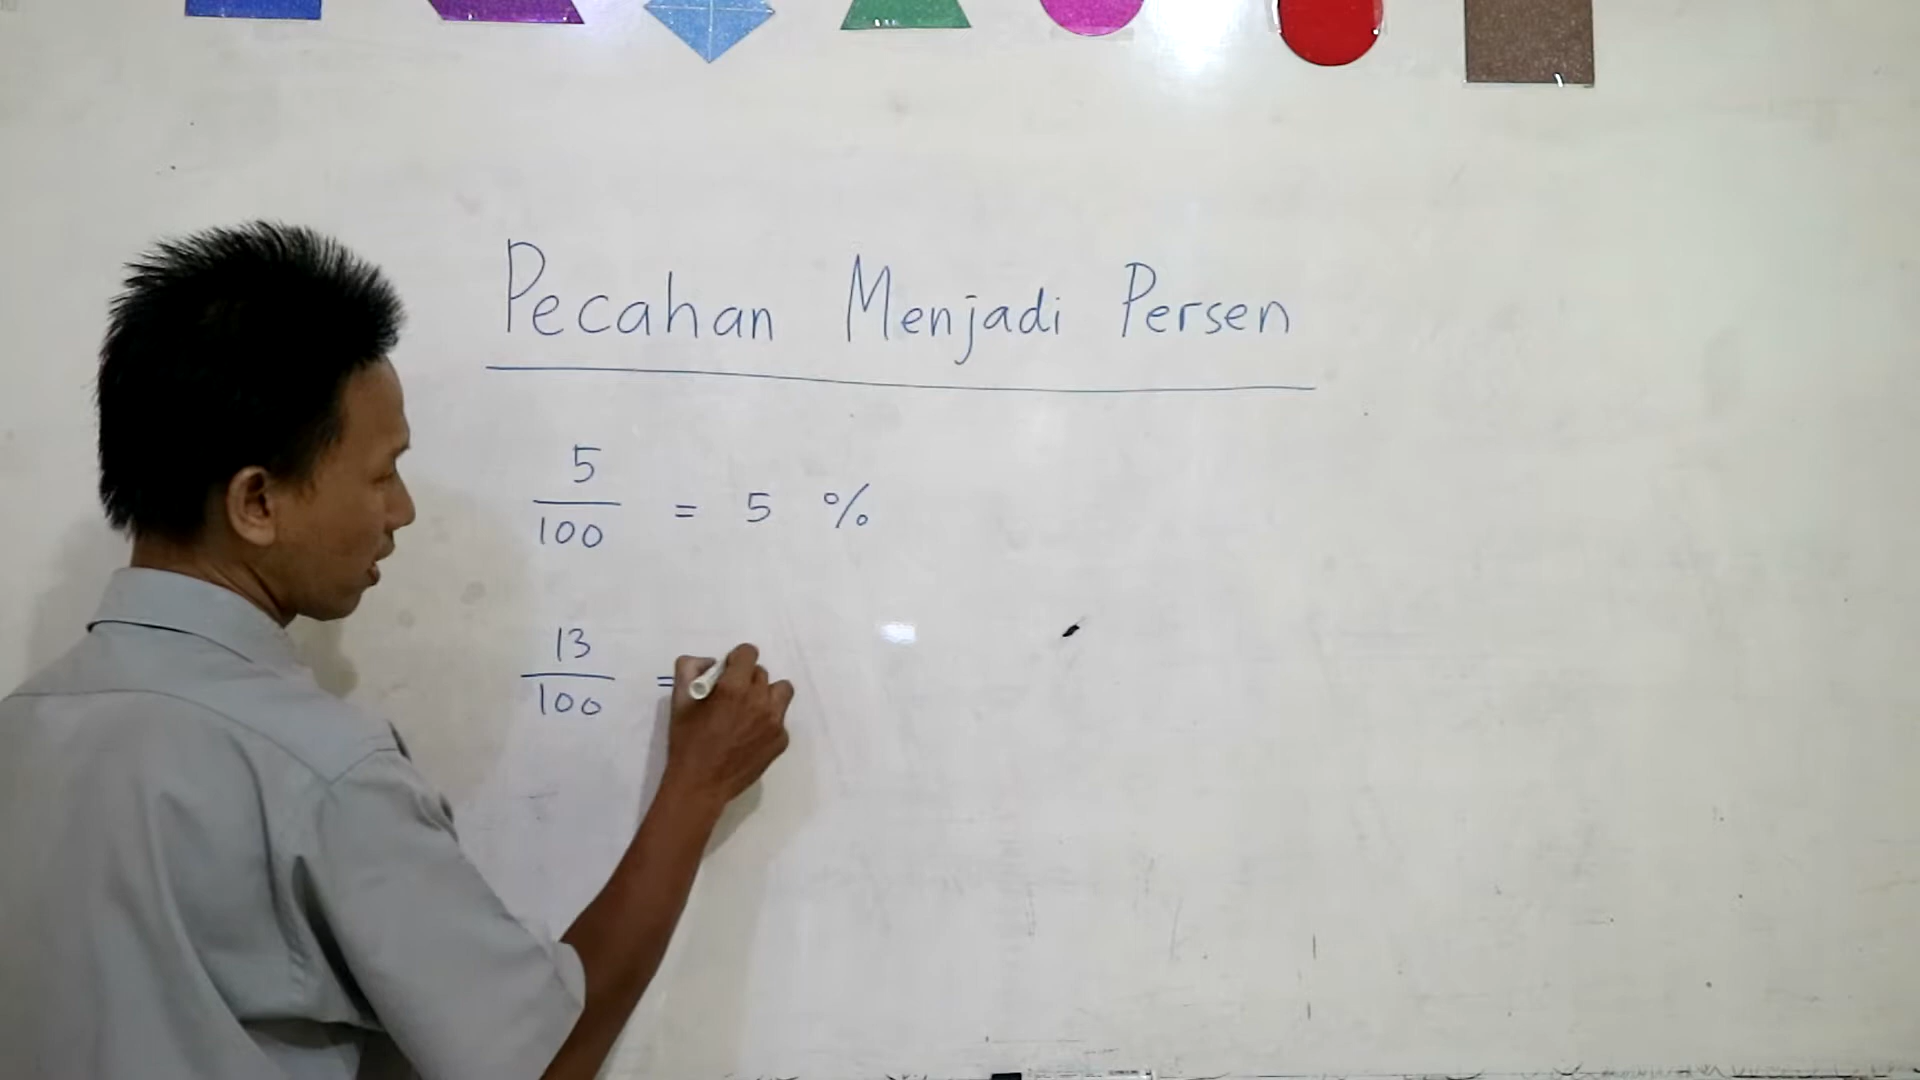 Pecahan Menjadi Persen
5/100 = 5 %
13/100 =